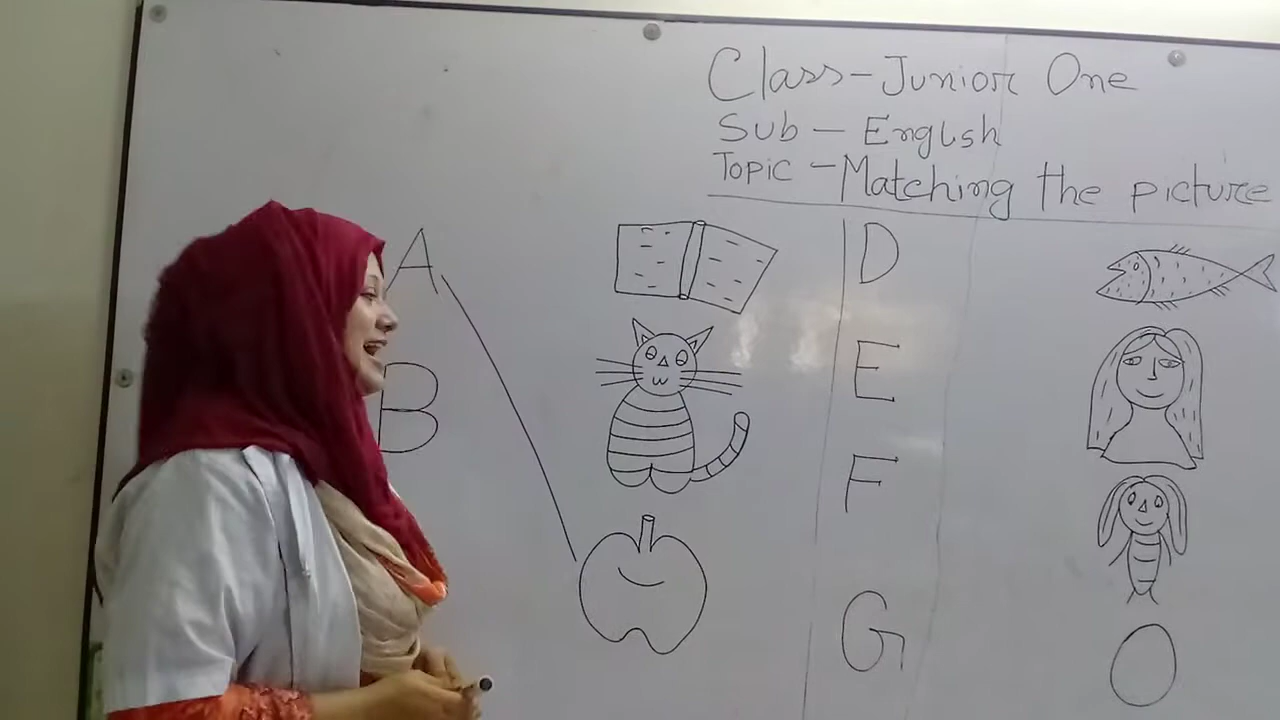 Class - Junior One
Sub - English
Topic - Matching the picture
A
B
D
E
F
G